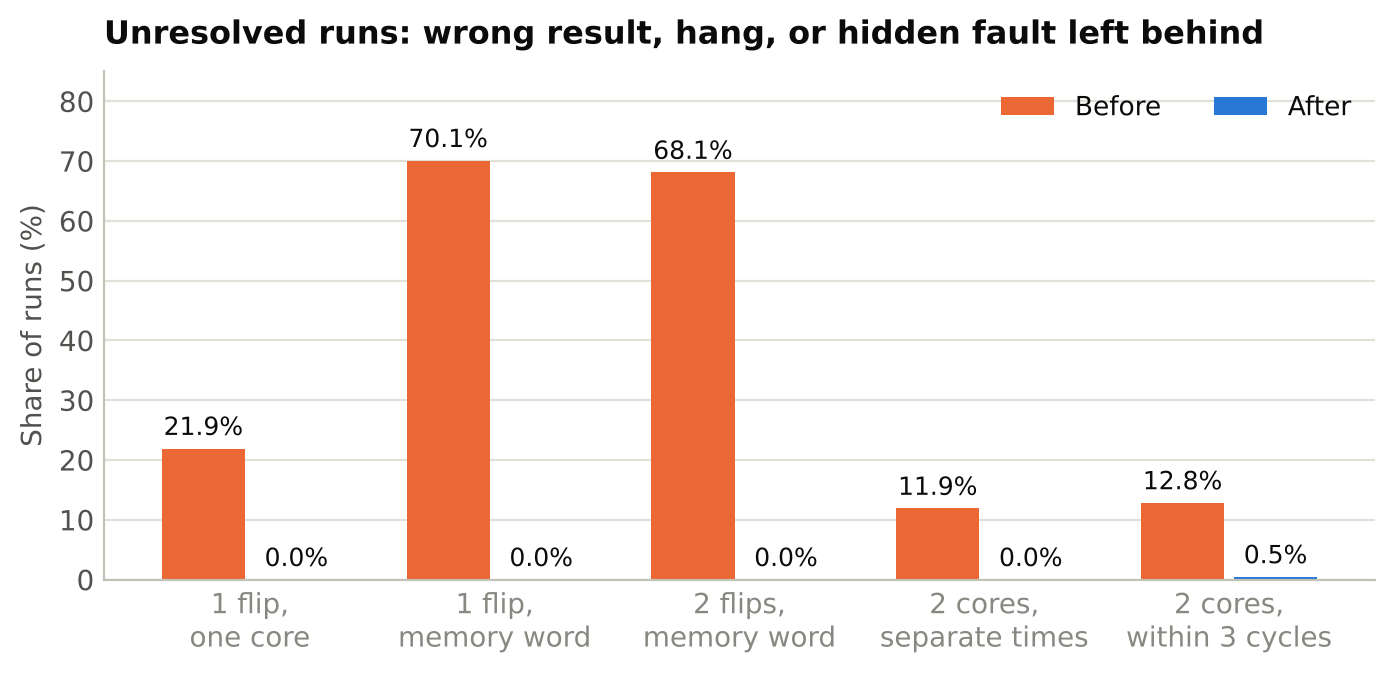 Unresolved runs: wrong result, hang, or hidden fault left behind
Before After
Share of runs (%)
80
70
60
50
40
30
20
10
0
21.9%
0.0%
70.1%
0.0%
68.1%
0.0%
11.9%
0.0%
12.8%
0.5%
1 flip,
one core
1 flip,
memory word
2 flips,
memory word
2 cores,
separate times
2 cores,
within 3 cycles